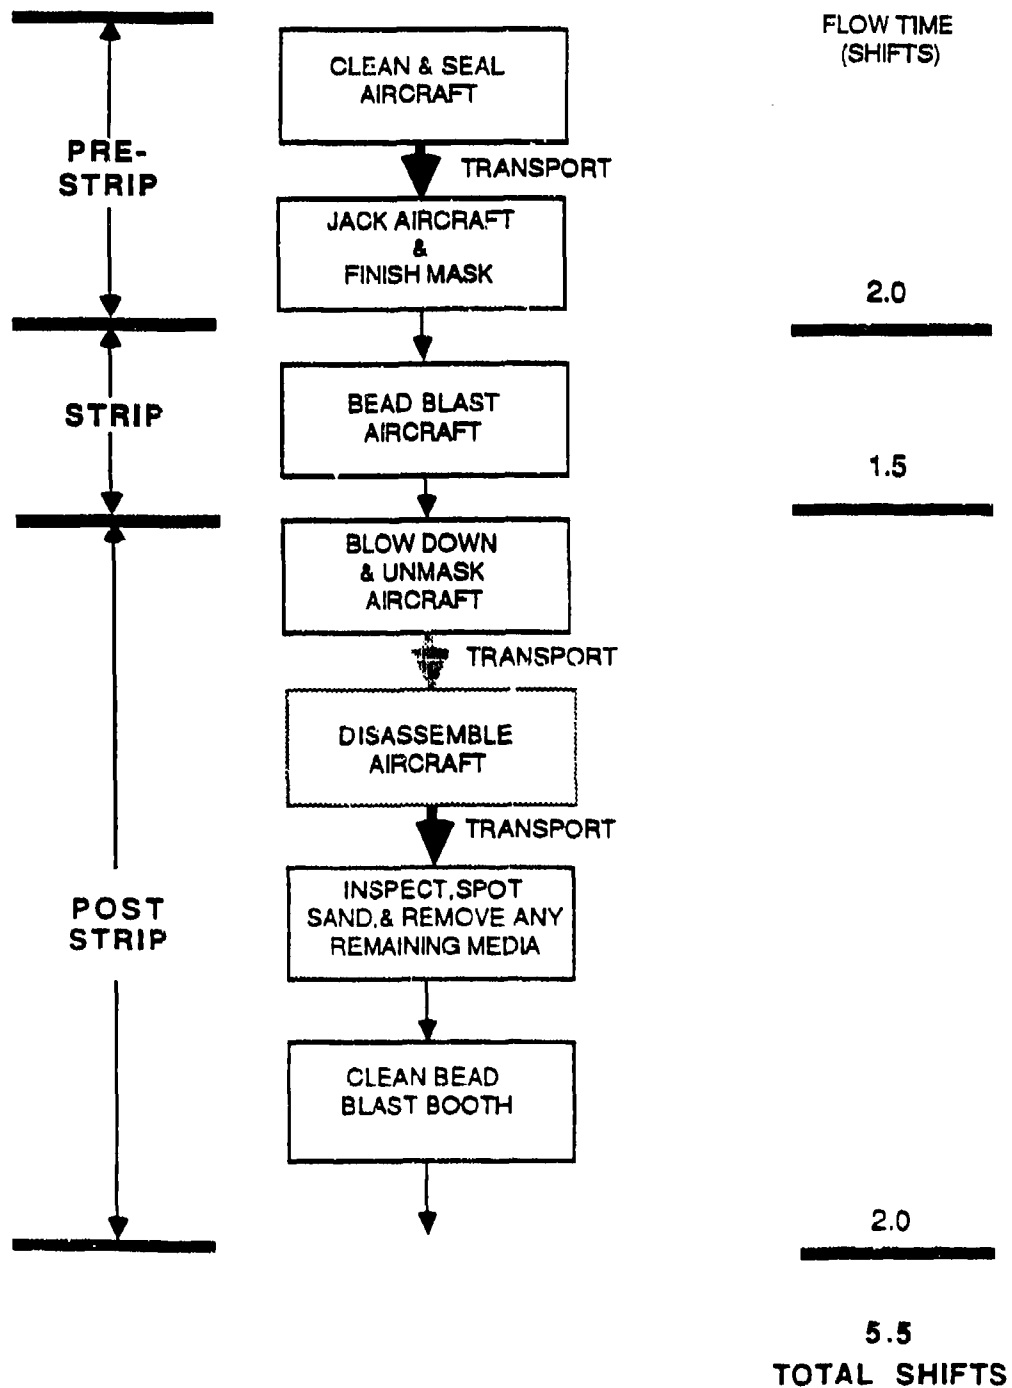 FLOW TIME
(SHIFTS)
CLEAN & SEAL
AIRCRAFT
PRE-
STRIP
TRANSPORT
JACK AIRCRAFT
&
FINISH MASK
2.0
STRIP
BEAD BLAST
AIRCRAFT
1.5
BLOW DOWN
& UNMASK
AIRCRAFT
TRANSPORT
DISASSEMBLE
AIRCRAFT
TRANSPORT
POST
STRIP
INSPECT,SPOT
SAND,& REMOVE ANY
REMAINING MEDIA
CLEAN BEAD
BLAST BOOTH
2.0
5.5
TOTAL SHIFTS